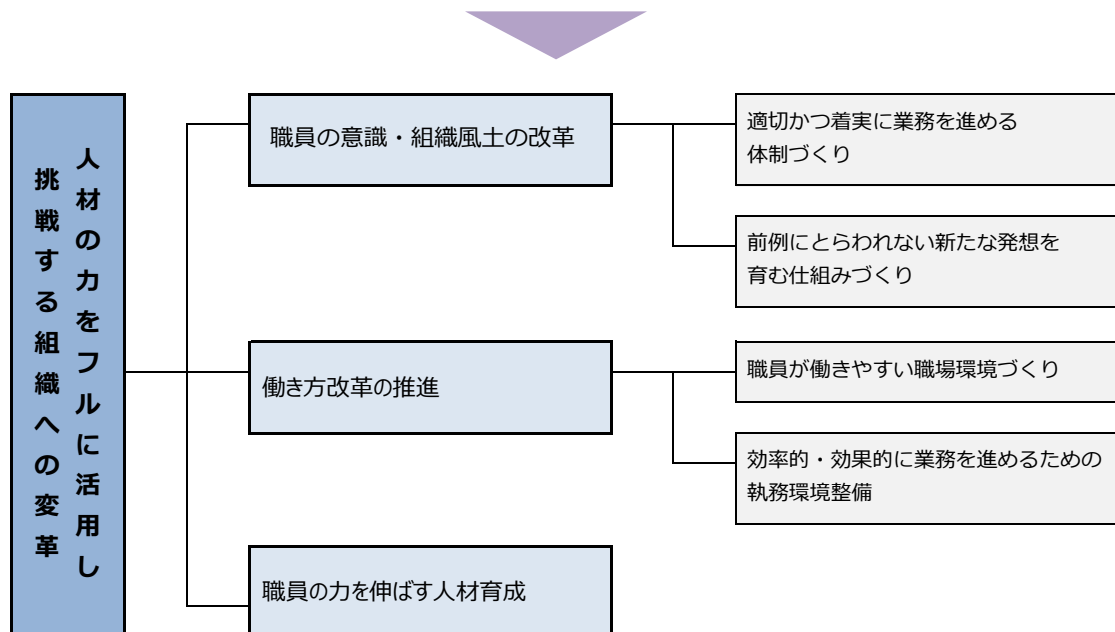 人材の力をフルに活用し
挑戦する組織への変革
職員の意識・組織風土の改革
適切かつ着実に業務を進める
体制づくり
前例にとらわれない新たな発想を
育む仕組みづくり
働き方改革の推進
職員が働きやすい職場環境づくり
効率的・効果的に業務を進めるための
執務環境整備
職員の力を伸ばす人材育成